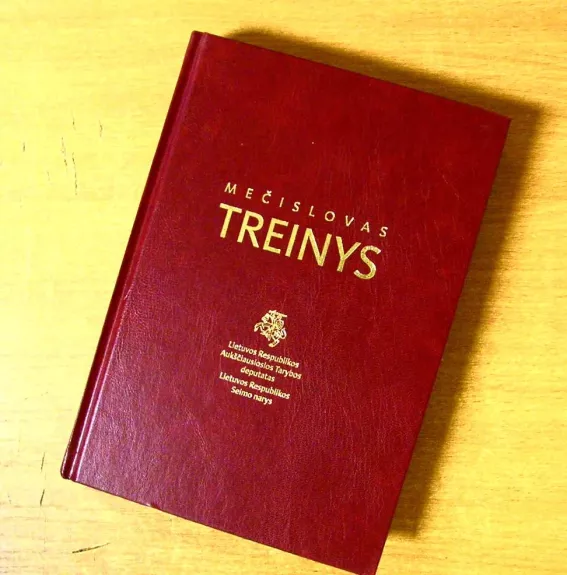 MEČISLOVAS
TREINYS
Lietuvos Respublikos
Aukščiausiosios Tarybos
deputatas
Lietuvos Respublikos
Seimo narys